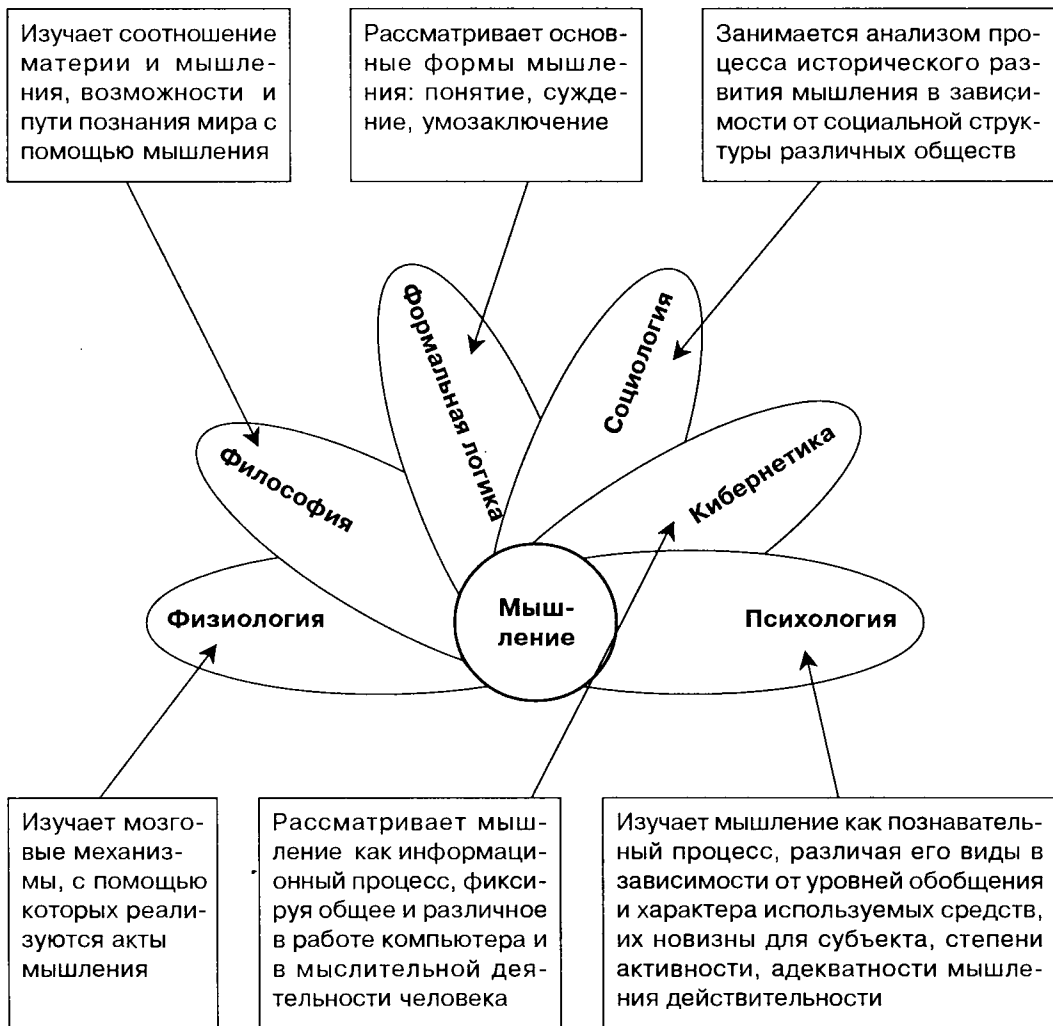 Изучает соотношение
материи и мышле-
ния, возможности и
пути познания мира с
помощью мышления
Рассматривает основ-
ные формы мышле-
ния: понятие, сужде-
ние, умозаключение
Занимается анализом про-
цесса исторического раз-
вития мышления в зависи-
мости от социальной струк-
туры различных обществ
Физиология
Философия
Формальная логика
Социология
Кибернетика
Психология
Мыш-
ление
Изучает мозго-
вые механиз-
мы, с помощью
которых реали-
зуются акты
мышления
Рассматривает мыш-
ление как информаци-
онный процесс, фикси-
руя общее и различное
в работе компьютера и
в мыслительной дея-
тельности человека
Изучает мышление как познаватель-
ный процесс, различая его виды в
зависимости от уровней обобщения
и характера используемых средств,
их новизны для субъекта, степени
активности, адекватности мышле-
ния действительности